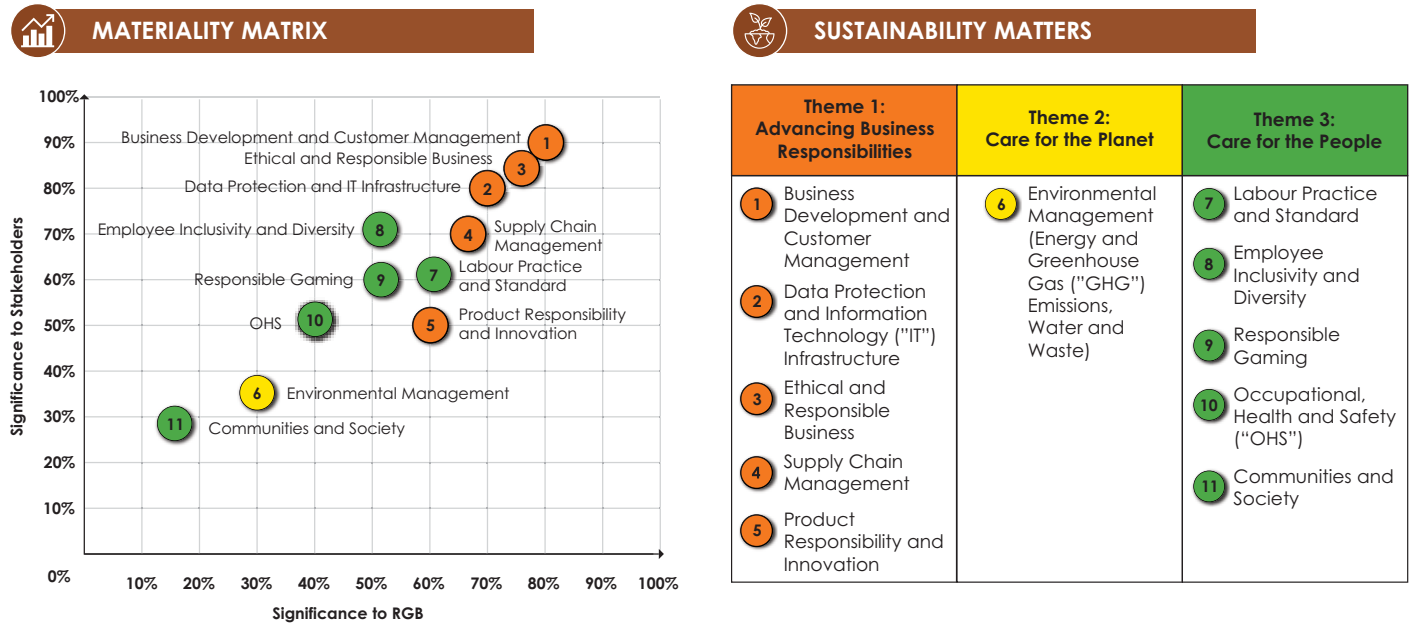 MATERIALITY MATRIX
100%
90%
80%
70%
60%
50%
40%
30%
20%
10%
0%
Significance to Stakeholders
Business Development and Customer Management
1
Ethical and Responsible Business
3
Data Protection and IT Infrastructure
2
Employee Inclusivity and Diversity
8
4
Supply Chain
Management
Responsible Gaming
9
7
Labour Practice
and Standard
OHS
10
5
Product Responsibility
and Innovation
6
Environmental Management
11
Communities and Society
10%
20%
30%
40%
50%
60%
70%
80%
90%
100%
Significance to RGB
SUSTAINABILITY MATTERS
Theme 1:
Advancing Business
Responsibilities
1
Business
Development and
Customer
Management
2
Data Protection
and Information
Technology (”IT”)
Infrastructure
3
Ethical and
Responsible
Business
4
Supply Chain
Management
5
Product
Responsibility and
Innovation
Theme 2:
Care for the Planet
6
Environmental
Management
(Energy and
Greenhouse
Gas (”GHG”)
Emissions,
Water and
Waste)
Theme 3:
Care for the People
7
Labour Practice
and Standard
8
Employee
Inclusivity and
Diversity
9
Responsible
Gaming
10
Occupational,
Health and Safety
(“OHS”)
11
Communities and
Society